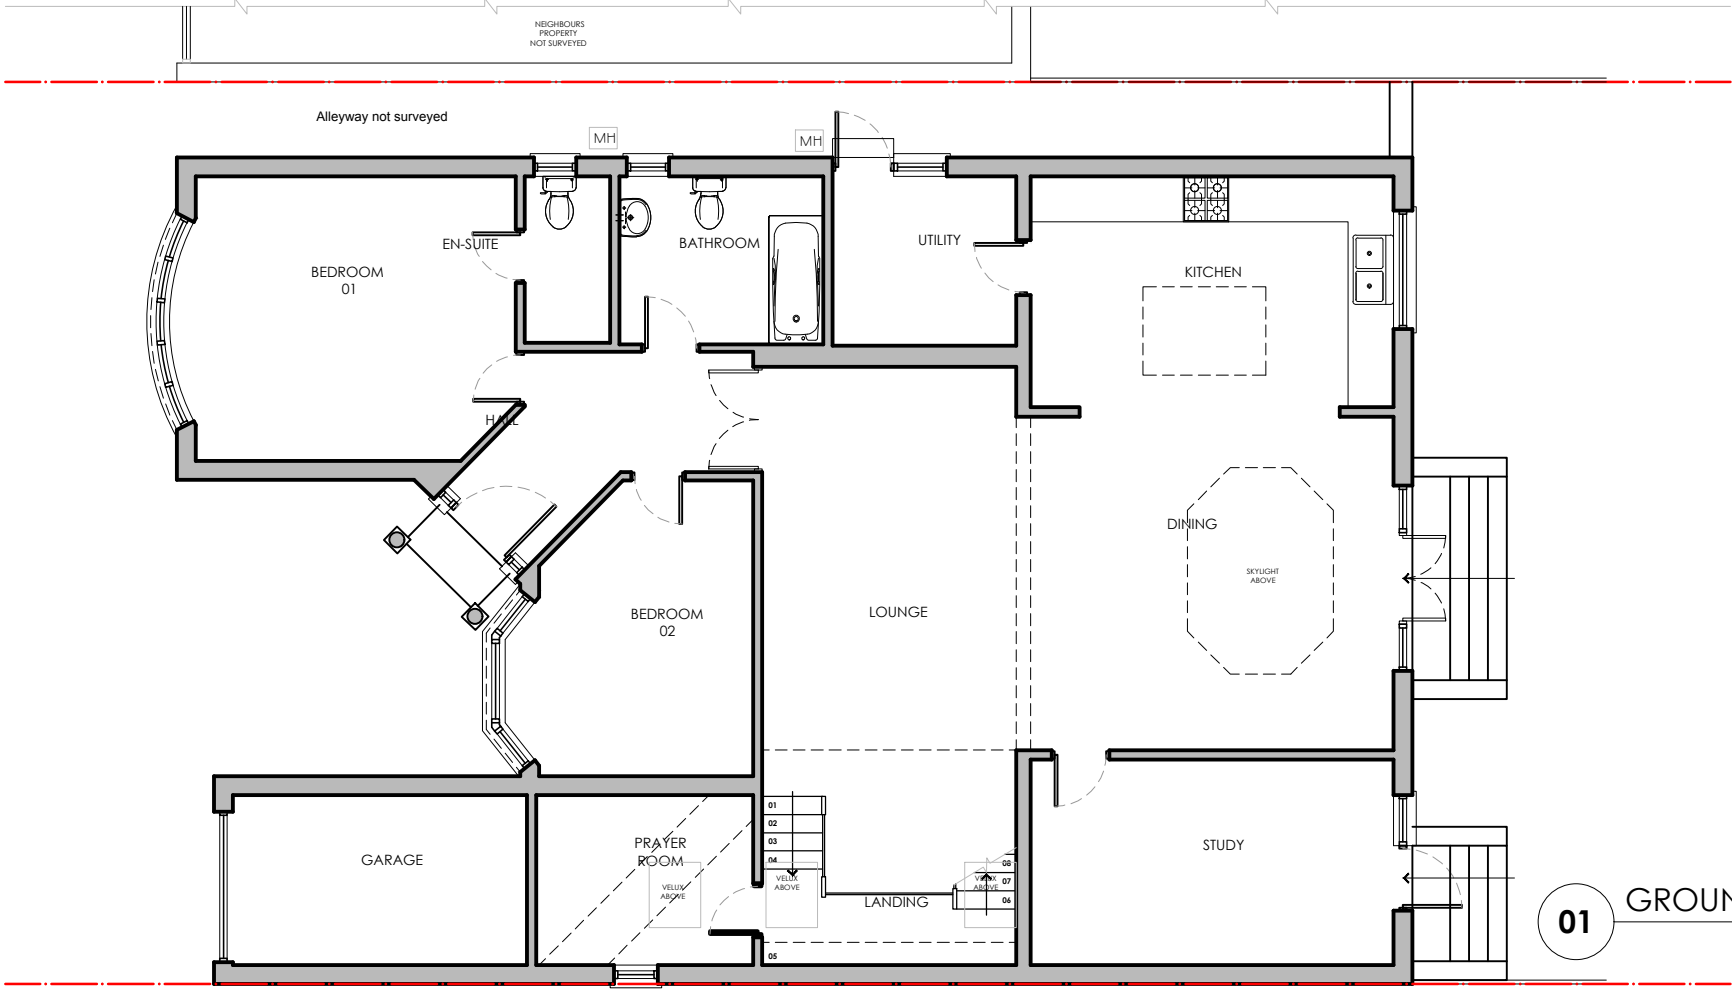 NEIGHBOURS
PROPERTY
NOT SURVEYED
Alleyway not surveyed
MH
MH
EN-SUITE
BATHROOM
UTILITY
BEDROOM
01
KITCHEN
HALL
DINING
SKYLIGHT
ABOVE
BEDROOM
02
LOUNGE
01
02
03
04
PRAYER
ROOM
GARAGE
STUDY
VELUX
ABOVE
VELUX
ABOVE
VELUX
ABOVE
08
07
06
LANDING
05
01
GROUN